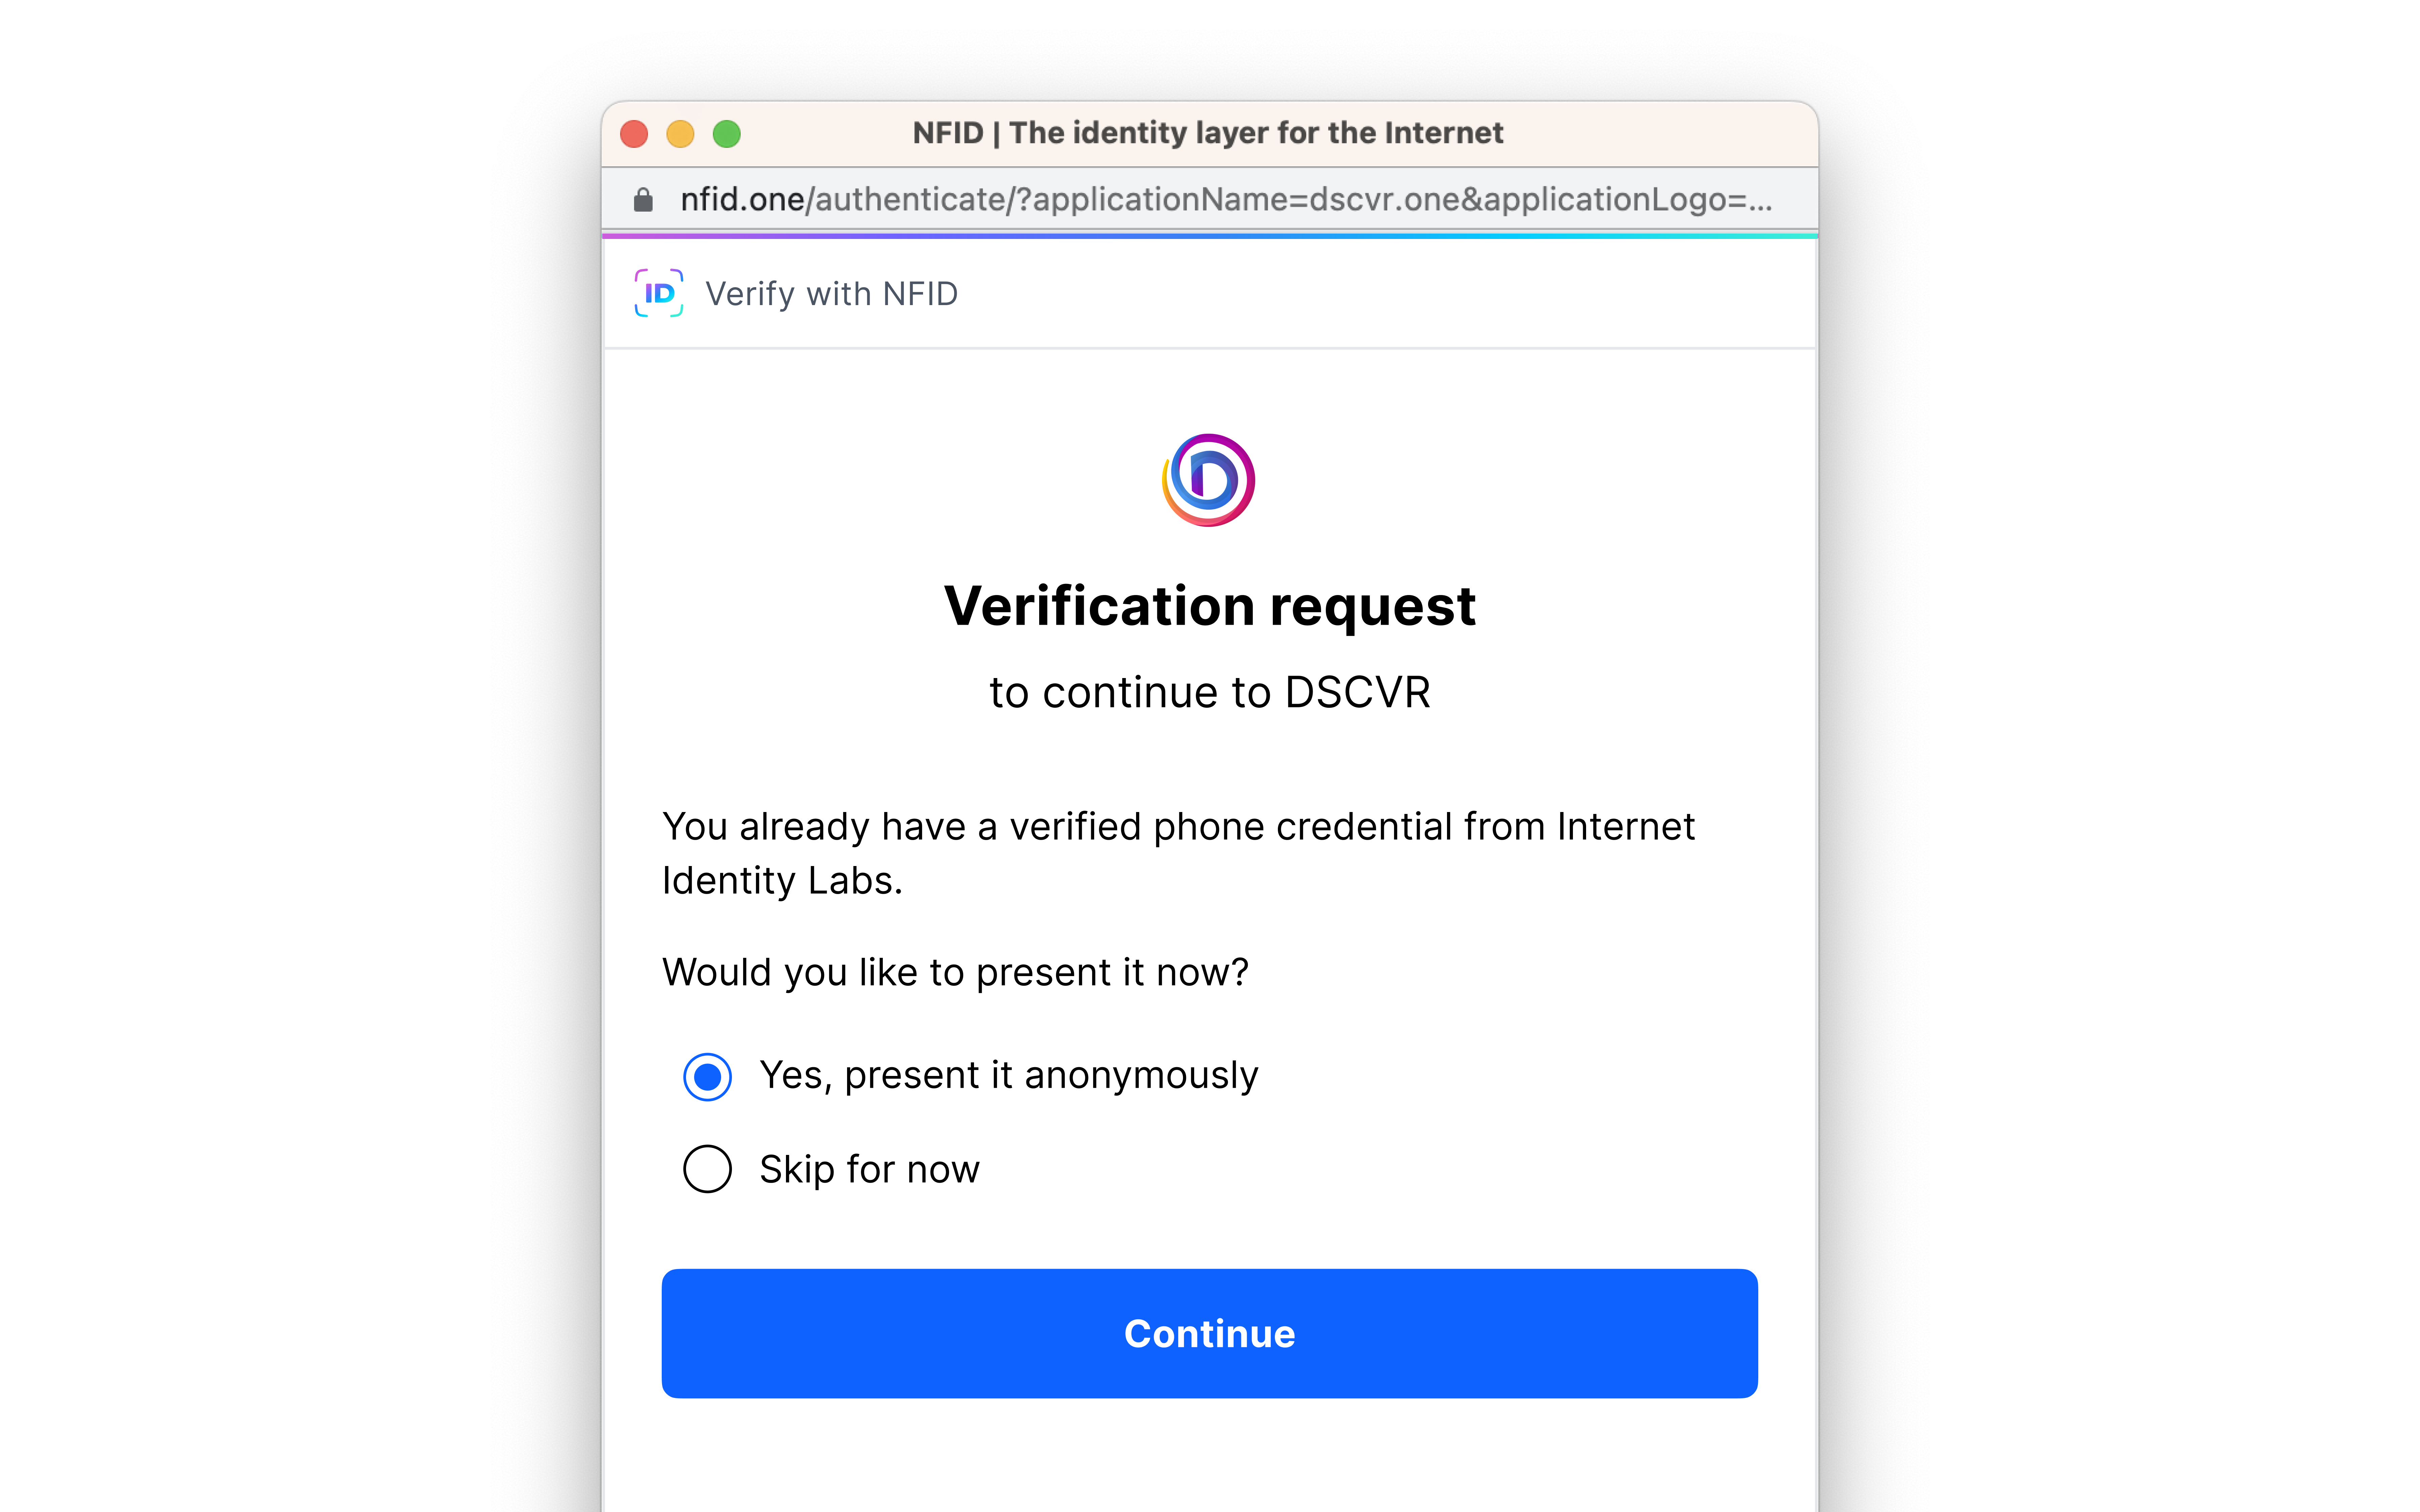 NFID | The identity layer for the Internet
nfid.one/authenticate/?applicationName=dscvr.one&applicationLogo=...
ID Verify with NFID
D
Verification request
to continue to DSCVR
You already have a verified phone credential from Internet
Identity Labs.
Would you like to present it now?
Yes, present it anonymously
Skip for now
Continue